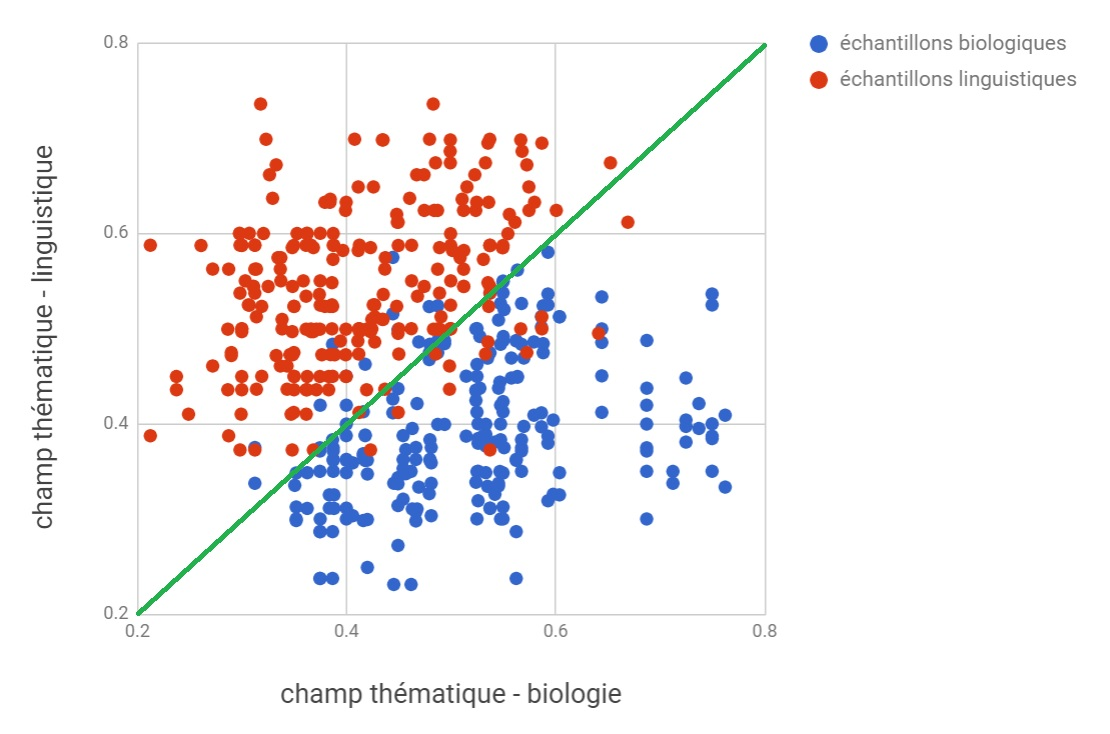 échantillons biologiques
échantillons linguistiques
champ thématique - linguistique
0.8
0.6
0.4
0.2
0.2 0.4 0.6 0.8
champ thématique - biologie